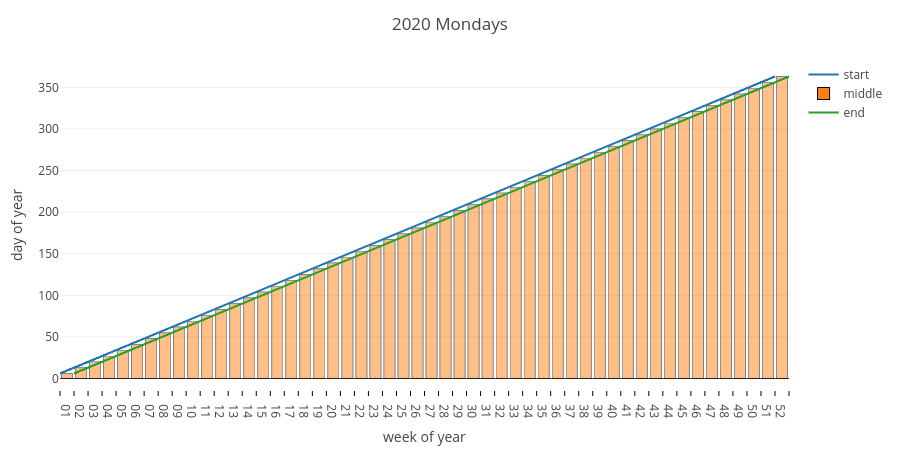 2020 Mondays
start
middle
end
day of year
350
300
250
200
150
100
50
0
01 02 03 04 05 06 07 08 09 10 11 12 13 14 15 16 17 18 19 20 21 22 23 24 25 26 27 28 29 30 31 32 33 34 35 36 37 38 39 40 41 42 43 44 45 46 47 48 49 50 51 52
week of year